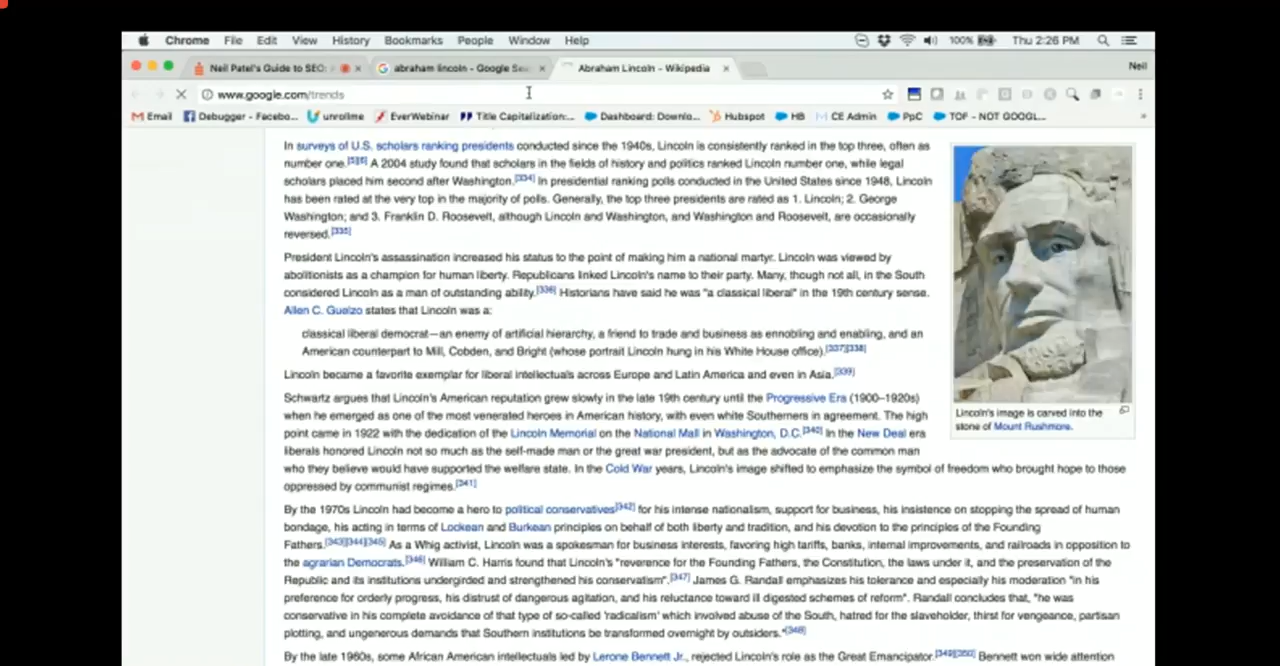 Chrome File Edit View History Bookmarks People Window Help 100% Thu 2:26 PM
Neil Patel's Guide to SEO: abraham lincoln - Google Sea Abraham Lincoln - Wikipedia Neil
www.google.com/trends
Email Debugger - Facebo... unrollme EverWebinar Title Capitalization:... Dashboard: Downlo... Hubspot HB CE Admin PpC TOF - NOT GOOGL... »
In surveys of U.S. scholars ranking presidents conducted since the 1940s, Lincoln is consistently ranked in the top three, often as
number one.[5][6] A 2004 study found that scholars in the fields of history and politics ranked Lincoln number one, while legal
scholars placed him second after Washington.[334] In presidential ranking polls conducted in the United States since 1948, Lincoln
has been rated at the very top in the majority of polls. Generally, the top three presidents are rated as 1. Lincoln; 2. George
Washington; and 3. Franklin D. Roosevelt, although Lincoln and Washington, and Washington and Roosevelt, are occasionally
reversed.[335]
President Lincoln's assassination increased his status to the point of making him a national martyr. Lincoln was viewed by
abolitionists as a champion for human liberty. Republicans linked Lincoln's name to their party. Many, though not all, in the South
considered Lincoln as a man of outstanding ability.[336] Historians have said he was "a classical liberal" in the 19th century sense.
Allen C. Guelzo states that Lincoln was a:
classical liberal democrat—an enemy of artificial hierarchy, a friend to trade and business as ennobling and enabling, and an
American counterpart to Mill, Cobden, and Bright (whose portrait Lincoln hung in his White House office).[337][338]
Lincoln became a favorite exemplar for liberal intellectuals across Europe and Latin America and even in Asia.[339]
Schwartz argues that Lincoln's American reputation grew slowly in the late 19th century until the Progressive Era (1900–1920s)
when he emerged as one of the most venerated heroes in American history, with even white Southerners in agreement. The high
point came in 1922 with the dedication of the Lincoln Memorial on the National Mall in Washington, D.C.[340] In the New Deal era
liberals honored Lincoln not so much as the self-made man or the great war president, but as the advocate of the common man
who they believe would have supported the welfare state. In the Cold War years, Lincoln's image shifted to emphasize the symbol of freedom who brought hope to those
oppressed by communist regimes.[341]
Lincoln's image is carved into the
stone of Mount Rushmore.
By the 1970s Lincoln had become a hero to political conservatives[342] for his intense nationalism, support for business, his insistence on stopping the spread of human
bondage, his acting in terms of Lockean and Burkean principles on behalf of both liberty and tradition, and his devotion to the principles of the Founding
Fathers.[343][344][345] As a Whig activist, Lincoln was a spokesman for business interests, favoring high tariffs, banks, internal improvements, and railroads in opposition to
the agrarian Democrats.[346] William C. Harris found that Lincoln's "reverence for the Founding Fathers, the Constitution, the laws under it, and the preservation of the
Republic and its institutions undergirded and strengthened his conservatism".[347] James G. Randall emphasizes his tolerance and especially his moderation "in his
preference for orderly progress, his distrust of dangerous agitation, and his reluctance toward ill digested schemes of reform". Randall concludes that, "he was
conservative in his complete avoidance of that type of so-called 'radicalism' which involved abuse of the South, hatred for the slaveholder, thirst for vengeance, partisan
plotting, and ungenerous demands that Southern institutions be transformed overnight by outsiders."[348]
By the late 1960s, some African American intellectuals led by Lerone Bennett Jr., rejected Lincoln's role as the Great Emancipator.[349][350] Bennett won wide attention